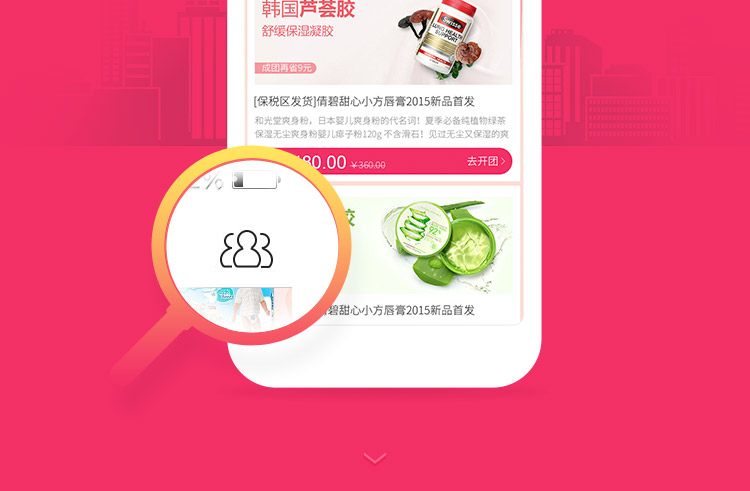 韩国芦荟胶
舒缓保湿凝胶
成团再省9元
swisse
SUPPORT
[保税区发货]倩碧甜心小方唇膏2015新品首发
和光堂爽身粉，日本婴儿爽身粉的代名词！夏季必备纯植物绿茶
保湿无尘爽身粉婴儿痱子粉120g 不含滑石！见过无尘又保湿的爽
80.00 ￥360.00 去开团
%
92%
碧甜心小方唇膏2015新品首发